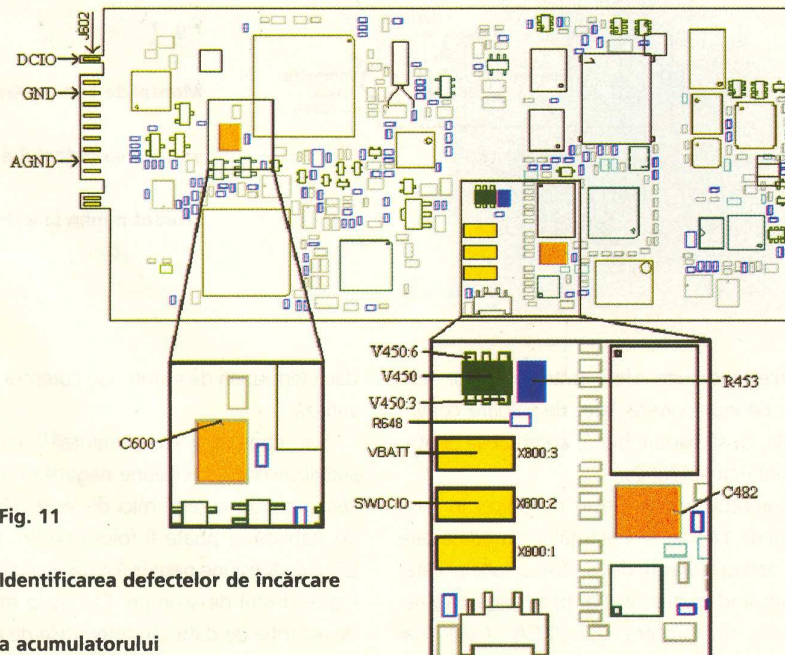 J602
DCIO
GND
AGND
V450:6
V450
V450:3
R648
VBATT
X800:3
SWDCIO
X800:2
X800:1
R453
C482
C600
Fig. 11
Identificarea defectelor de încărcare
a acumulatorului